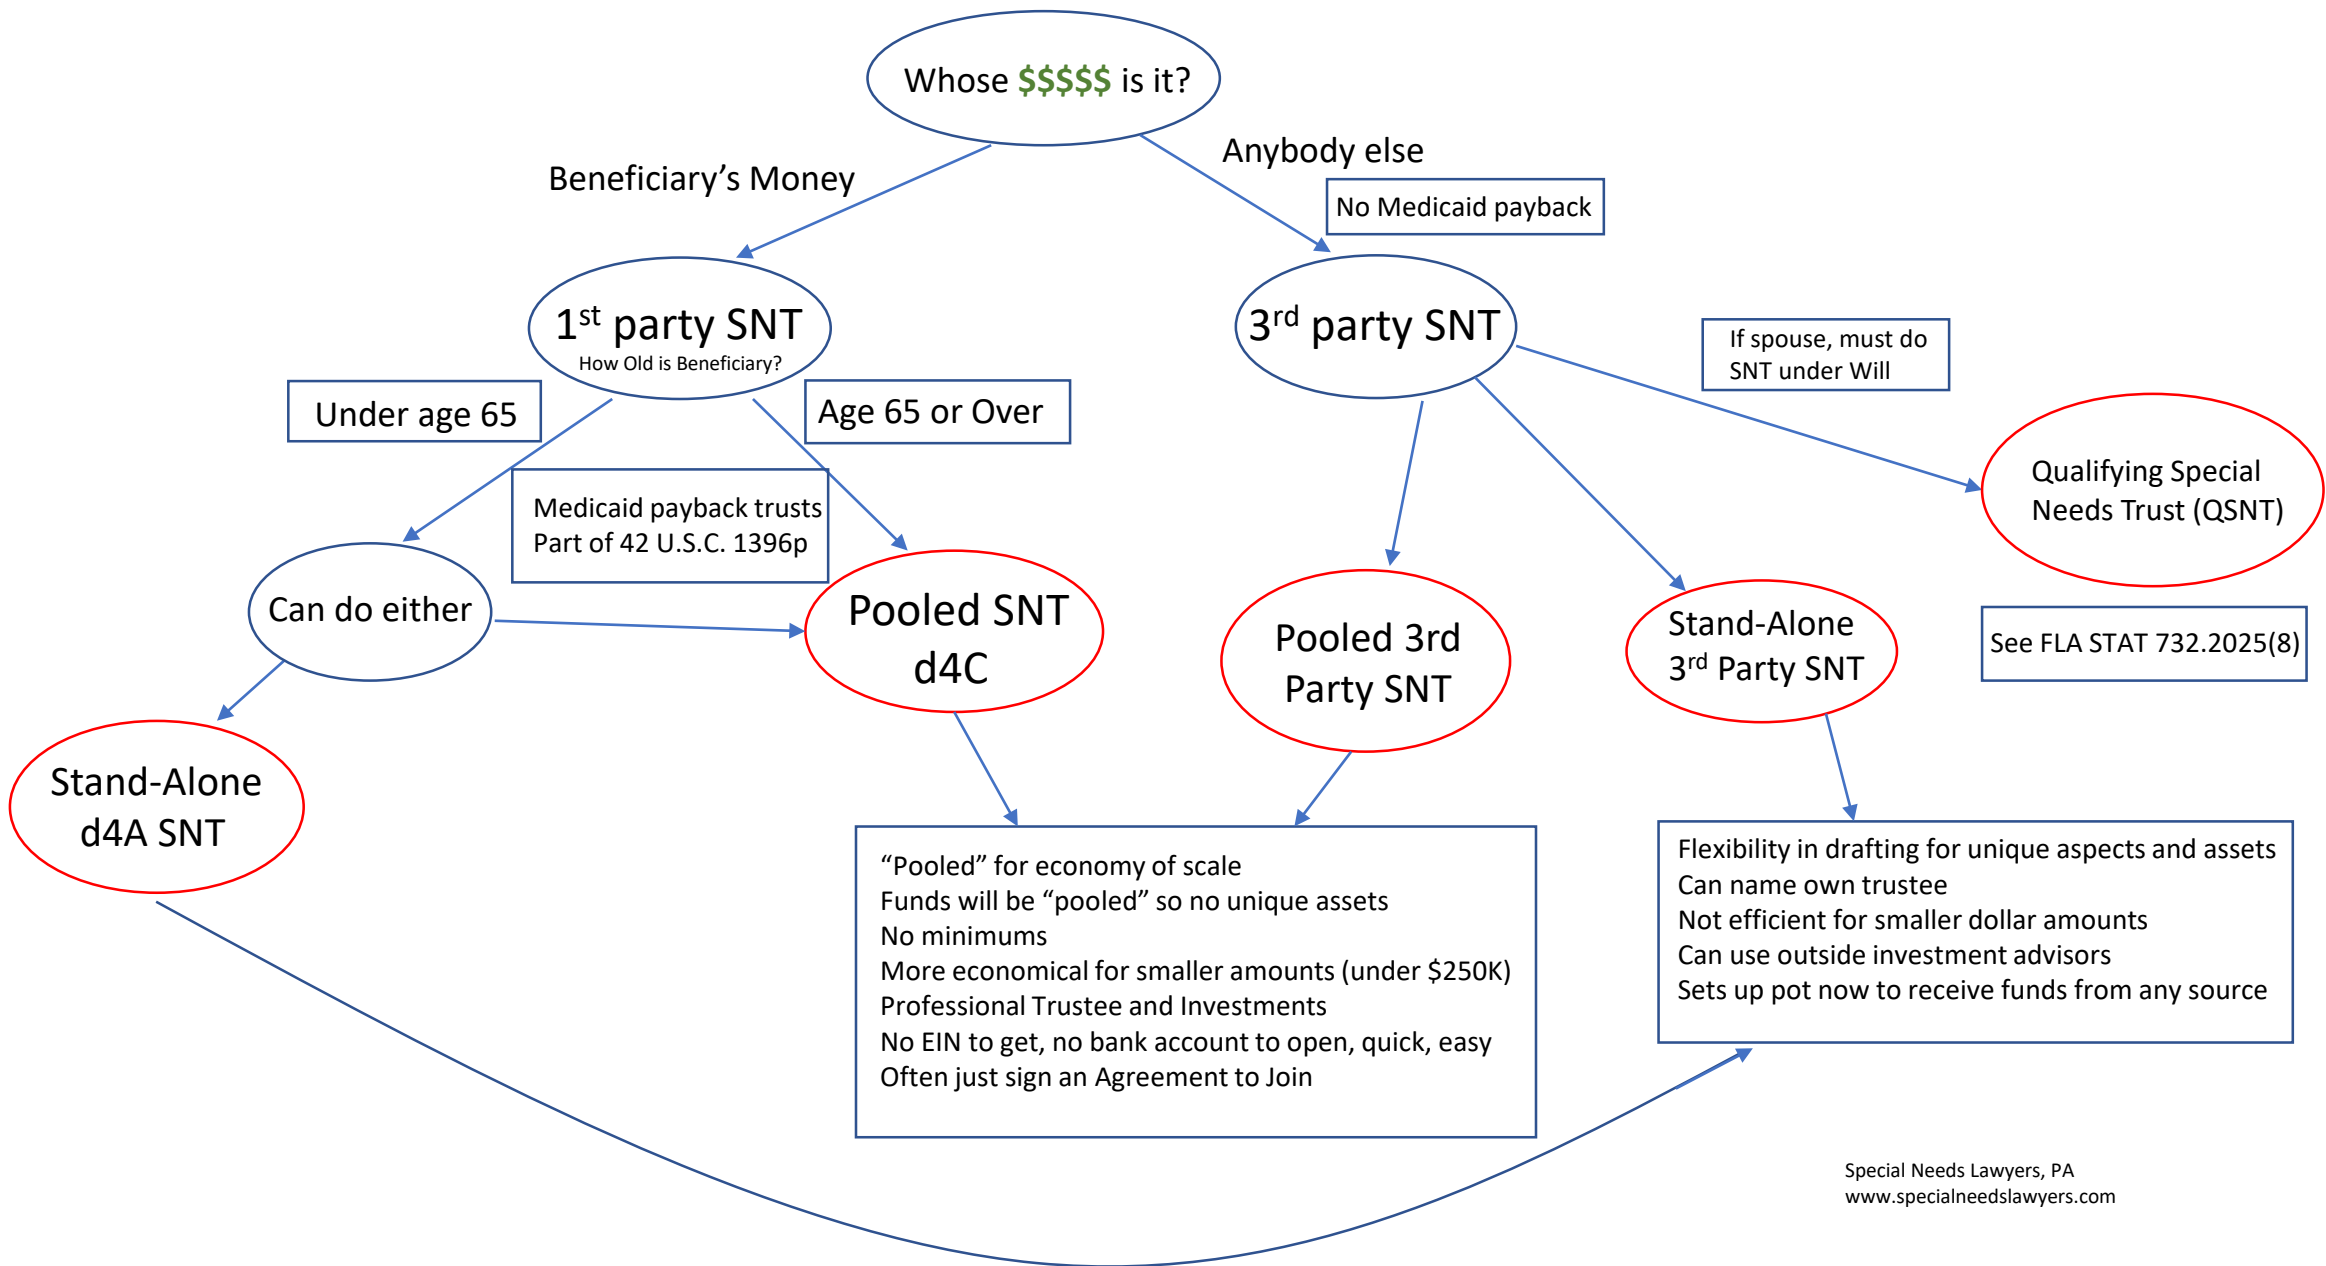 Whose $$$$$ is it?
Beneficiary’s Money
Anybody else
No Medicaid payback
1st party SNT
How Old is Beneficiary?
3rd party SNT
If spouse, must do
SNT under Will
Under age 65
Age 65 or Over
Medicaid payback trusts
Part of 42 U.S.C. 1396p
Qualifying Special
Needs Trust (QSNT)
Can do either
Pooled SNT
d4C
Pooled 3rd
Party SNT
Stand-Alone
3rd Party SNT
See FLA STAT 732.2025(8)
Stand-Alone
d4A SNT
“Pooled” for economy of scale
Funds will be “pooled” so no unique assets
No minimums
More economical for smaller amounts (under $250K)
Professional Trustee and Investments
No EIN to get, no bank account to open, quick, easy
Often just sign an Agreement to Join
Flexibility in drafting for unique aspects and assets
Can name own trustee
Not efficient for smaller dollar amounts
Can use outside investment advisors
Sets up pot now to receive funds from any source
Special Needs Lawyers, PA
www.specialneedslawyers.com